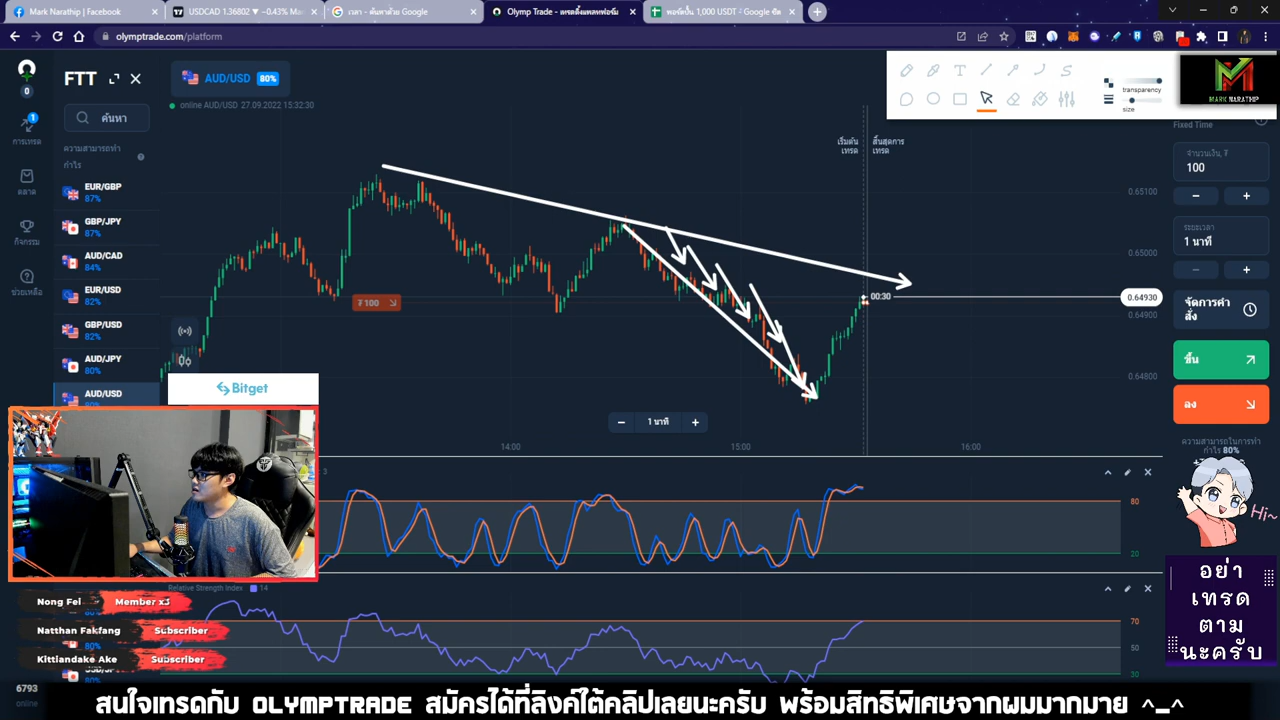 Mark Narathip | Facebook
USDCAD 1.36802 ▼ −0.43% Ma
เวลา - ค้นหาด้วย Google
Olymp Trade - เทรดดิ้งแพลทฟอร์ม
พอร์ตปั้น 1,000 USDT - Google ชีต
olymptrade.com/platform
0
FTT
AUD/USD
80%
online AUD/USD 27.09.2022 15:32:30
transparency
size
MARK NARATHIP
1
การเทรด
ค้นหา
ความสามารถทำ
กำไร
ตลาด
กิจกรรม
ช่วยเหลือ
EUR/GBP
87%
GBP/JPY
87%
AUD/CAD
84%
EUR/USD
82%
GBP/USD
82%
AUD/JPY
80%
AUD/USD
เริ่มต้น
เทรด
สิ้นสุดการ
เทรด
0.65100
0.65000
0.64930
0.64900
0.64800
00:30
₮ 100
Fixed Time
จำนวนเงิน, ₮
100
ระยะเวลา
1 นาที
จัดการคำ
สั่ง
ขึ้น
ลง
ความสามารถในการทำ
กำไร 80%
Bitget
1 นาที
14:00
15:00
16:00
3
80
20
Relative Strength Index
14
70
50
30
Hi~
อย่า
เทรด
ตาม
นะครับ
Nong Fei
Member x3
Natthan Fakfang
Subscriber
80%
Kittiandake Ake
Subscriber
6793
online
สนใจเทรดกับ OLYMPTRADE สมัครได้ที่ลิงค์ใต้คลิปเลยนะครับ พร้อมสิทธิพิเศษจากผมมากมาย ^_^